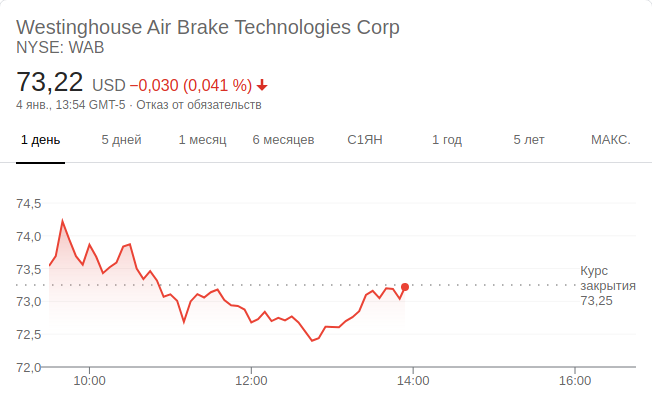 Westinghouse Air Brake Technologies Corp
NYSE: WAB
73,22 USD −0,030 (0,041 %)
4 янв., 13:54 GMT-5 · Отказ от обязательств
1 день 5 дней 1 месяц 6 месяцев С1ЯН 1 год 5 лет МАКС.
74,5
74,0
73,5
73,0
72,5
72,0
Курс
закрытия
73,25
10:00 12:00 14:00 16:00